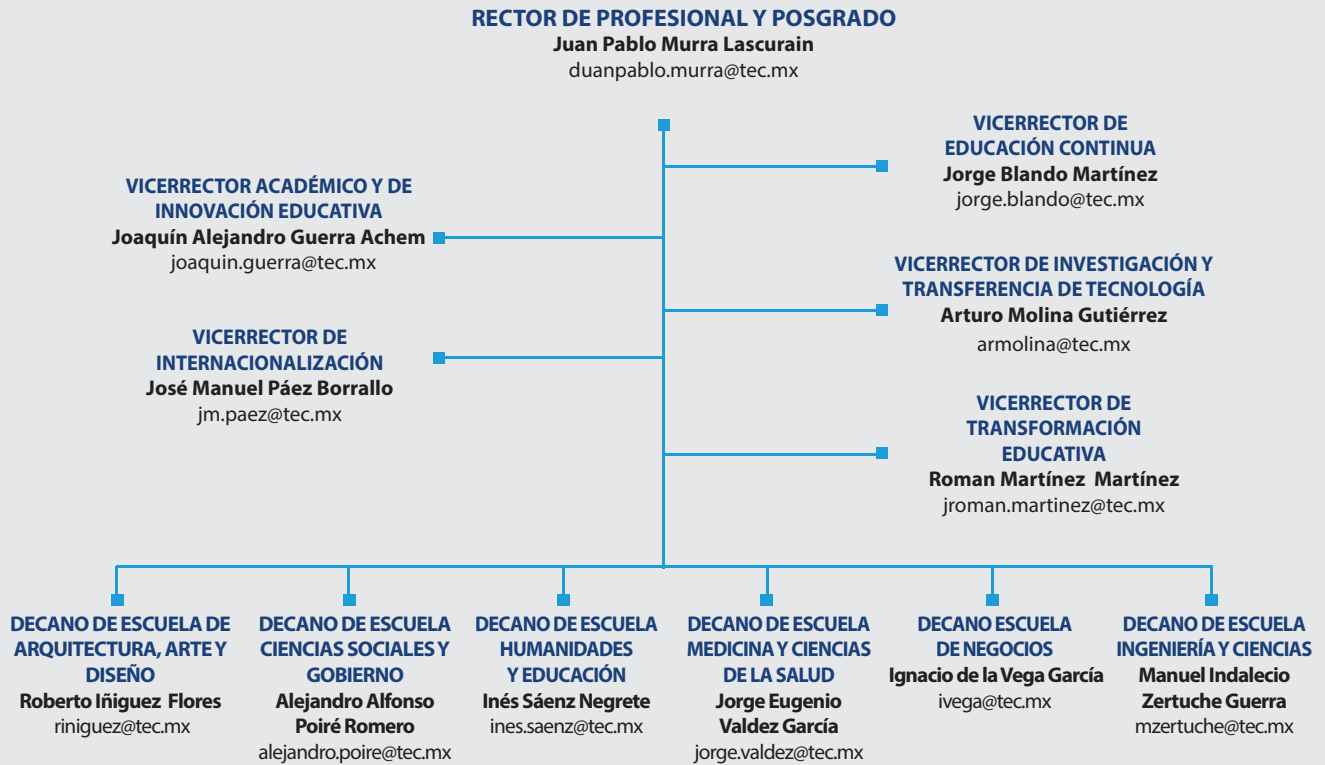 RECTOR DE PROFESIONAL Y POSGRADO
Juan Pablo Murra Lascurain
duanpablo.murra@tec.mx
VICERRECTOR DE
EDUCACIÓN CONTINUA
Jorge Blando Martínez
jorge.blando@tec.mx
VICERRECTOR ACADÉMICO Y DE
INNOVACIÓN EDUCATIVA
Joaquín Alejandro Guerra Achem
joaquin.guerra@tec.mx
VICERRECTOR DE INVESTIGACIÓN Y
TRANSFERENCIA DE TECNOLOGÍA
Arturo Molina Gutiérrez
armolina@tec.mx
VICERRECTOR DE
INTERNACIONALIZACIÓN
José Manuel Páez Borrallo
jm.paez@tec.mx
VICERRECTOR DE
TRANSFORMACIÓN
EDUCATIVA
Roman Martínez Martínez
jroman.martinez@tec.mx
DECANO DE ESCUELA DE
ARQUITECTURA, ARTE Y
DISEÑO
Roberto Iñiguez Flores
riniguez@tec.mx
DECANO DE ESCUELA
CIENCIAS SOCIALES Y
GOBIERNO
Alejandro Alfonso
Poiré Romero
alejandro.poire@tec.mx
DECANO DE ESCUELA
HUMANIDADES
Y EDUCACIÓN
Inés Sáenz Negrete
ines.saenz@tec.mx
DECANO DE ESCUELA
MEDICINA Y CIENCIAS
DE LA SALUD
Jorge Eugenio
Valdez García
jorge.valdez@tec.mx
DECANO ESCUELA
DE NEGOCIOS
Ignacio de la Vega García
ivega@tec.mx
DECANO DE ESCUELA
INGENIERÍA Y CIENCIAS
Manuel Indalecio
Zertuche Guerra
mzertuche@tec.mx